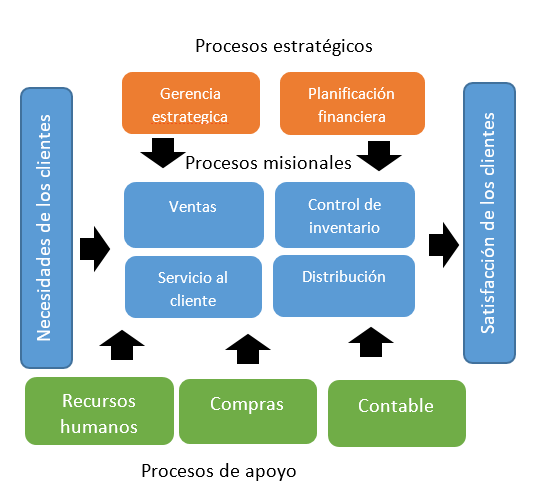 Procesos estratégicos
Gerencia
estrategica
Planificación
financiera
Necesidades de los clientes
Procesos misionales
Ventas
Control de
inventario
Servicio al
cliente
Distribución
Satisfacción de los clientes
Recursos
humanos
Compras
Contable
Procesos de apoyo